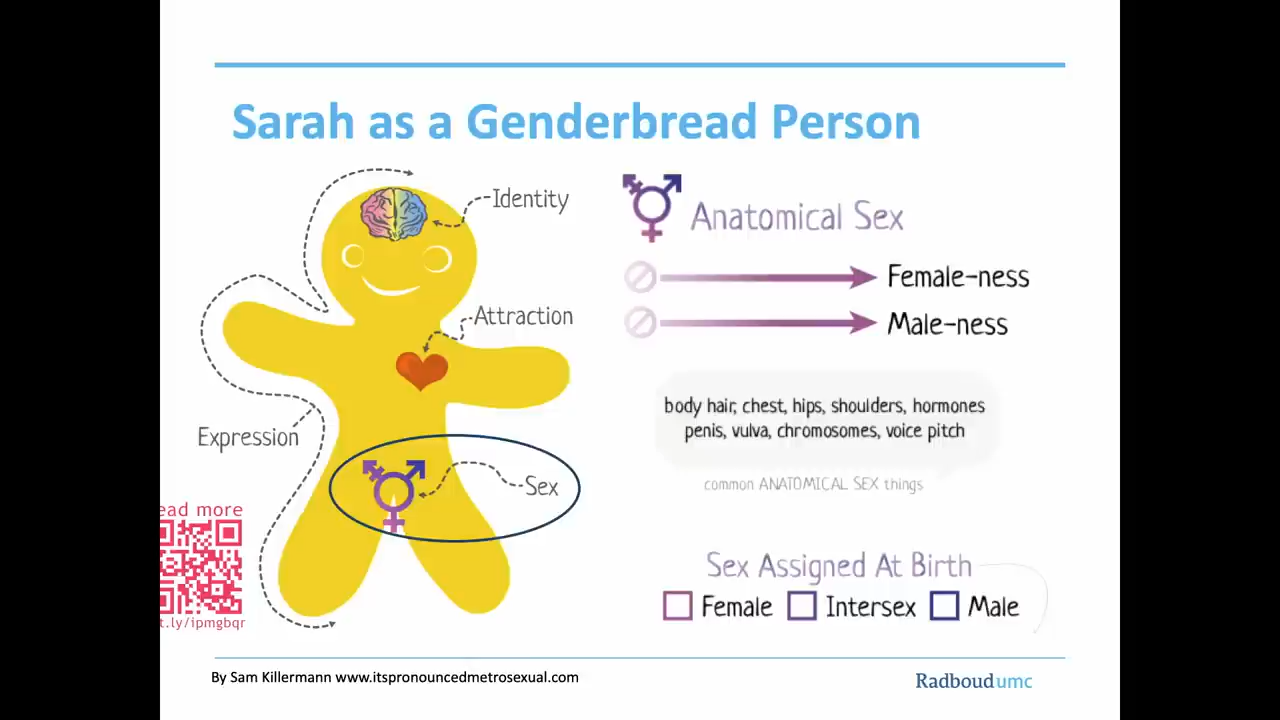 Sarah as a Genderbread Person
Identity
Attraction
Expression
Sex
ead more
t.ly/ipmgbqr
Anatomical Sex
Female-ness
Male-ness
body hair, chest, hips, shoulders, hormones
penis, vulva, chromosomes, voice pitch
common ANATOMICAL SEX things
Sex Assigned At Birth
Female Intersex Male
By Sam Killermann www.itspronouncedmetrosexual.com
Radboudumc